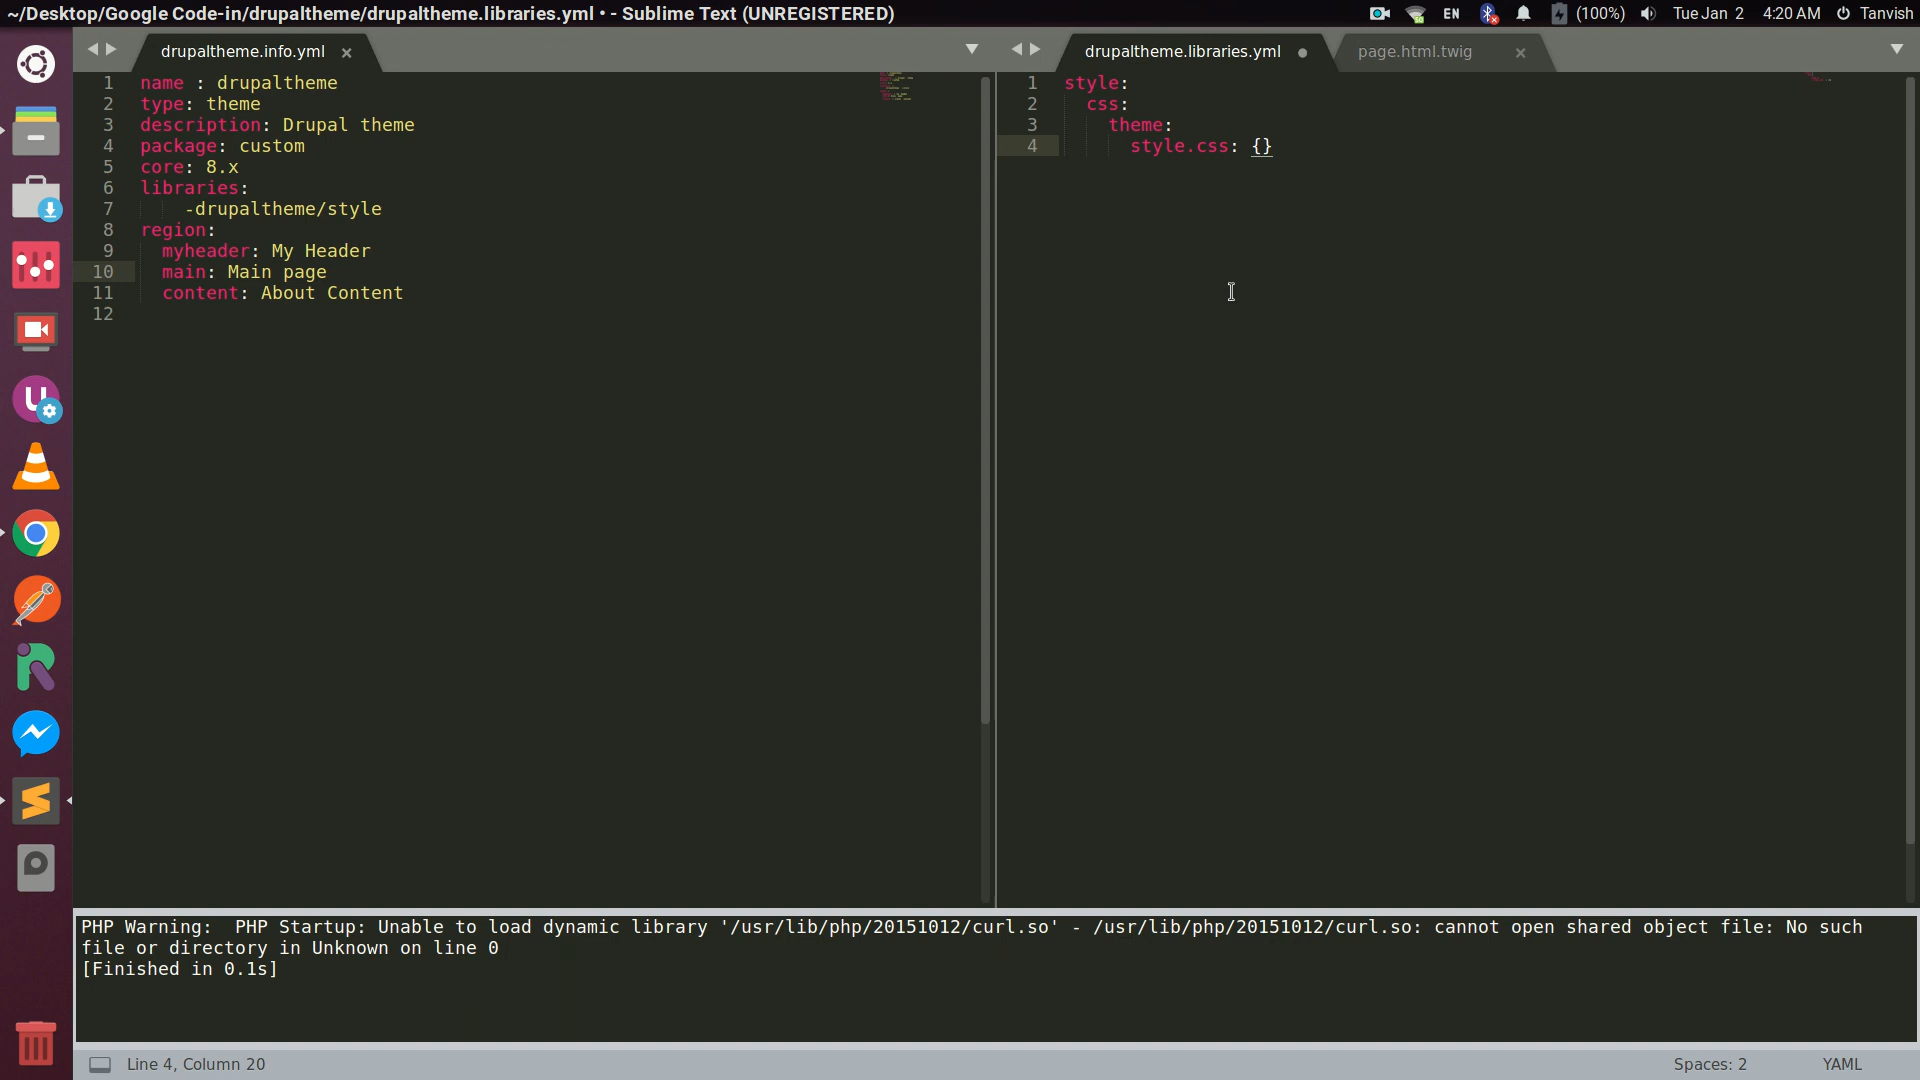 ~/Desktop/Google Code-in/drupaltheme/drupaltheme.libraries.yml • - Sublime Text (UNREGISTERED)
EN
(100%)
Tue Jan 2
4:20 AM
Tanvish
drupaltheme.info.yml
drupaltheme.libraries.yml
page.html.twig
1 name : drupaltheme
2 type: theme
3 description: Drupal theme
4 package: custom
5 core: 8.x
6 libraries:
7 -drupaltheme/style
8 region:
9 myheader: My Header
10 main: Main page
11 content: About Content
12
1 style:
2 css:
3 theme:
4 style.css: {}
PHP Warning:  PHP Startup: Unable to load dynamic library '/usr/lib/php/20151012/curl.so' - /usr/lib/php/20151012/curl.so: cannot open shared object file: No such
file or directory in Unknown on line 0
[Finished in 0.1s]
Line 4, Column 20
Spaces: 2
YAML